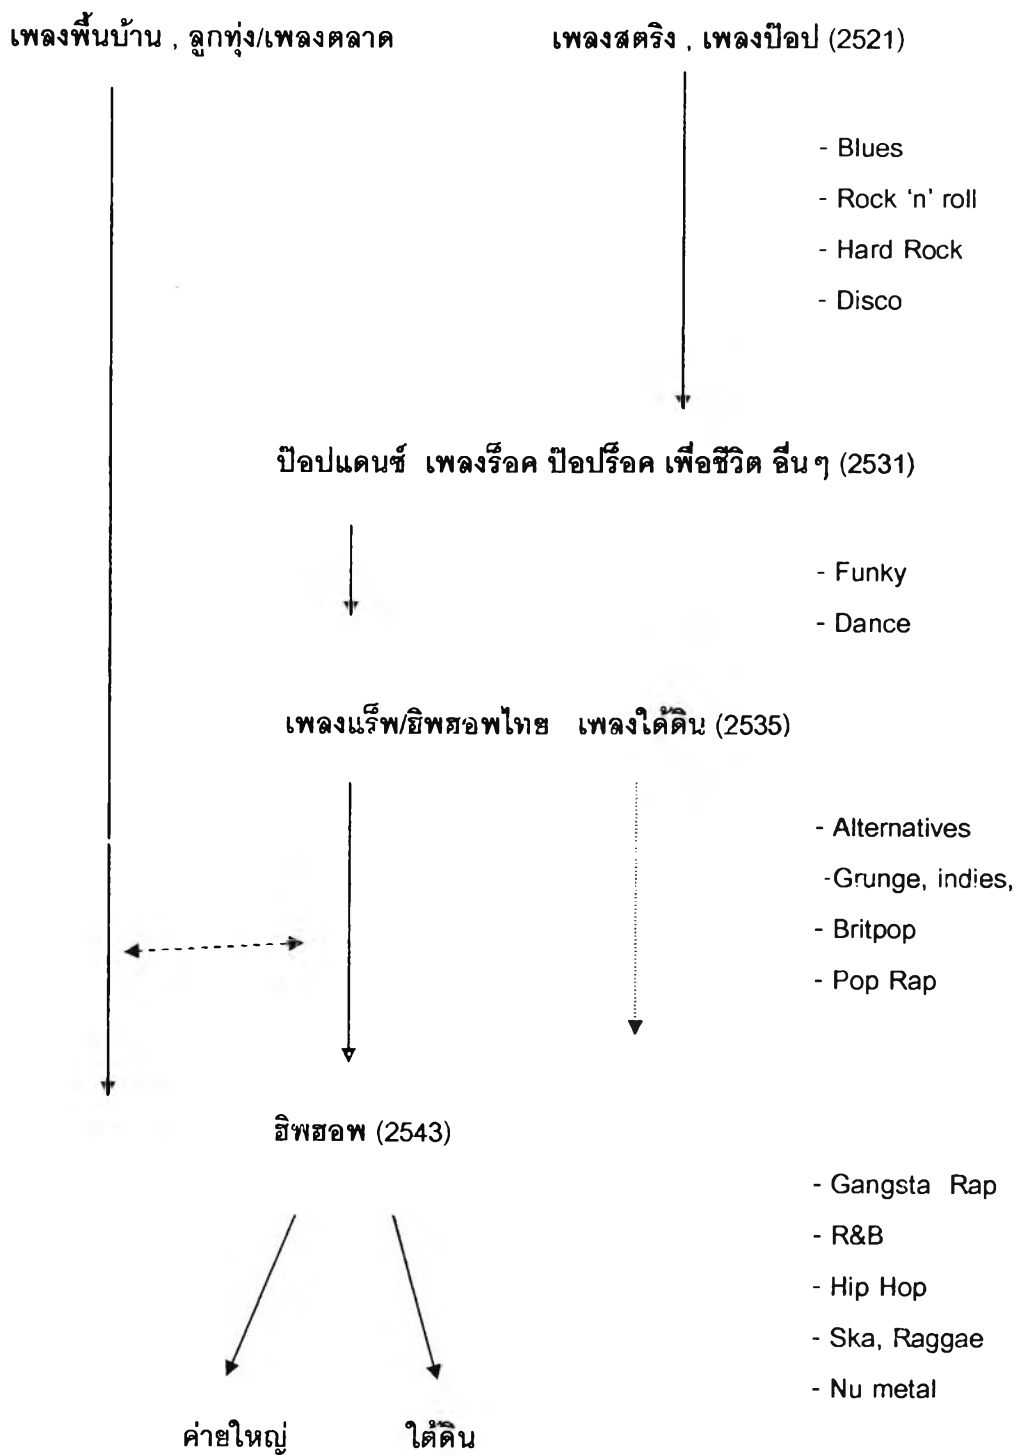 เพลงพื้นบ้าน , ลูกทุ่ง/เพลงตลาด เพลงสตริง , เพลงป๊อป (2521)
- Blues
- Rock ‘n’ roll
- Hard Rock
- Disco
ป๊อปแดนซ์ เพลงร็อค ป๊อปร็อค เพื่อชีวิต อื่นๆ (2531)
- Funky
- Dance
เพลงแร็พ/ฮิพฮอพไทย เพลงใต้ดิน (2535)
- Alternatives
-Grunge, indies,
- Britpop
- Pop Rap
ฮิพฮอพ (2543)
- Gangsta Rap
- R&B
- Hip Hop
- Ska, Raggae
- Nu metal
ค่ายใหญ่ ใต้ดิน